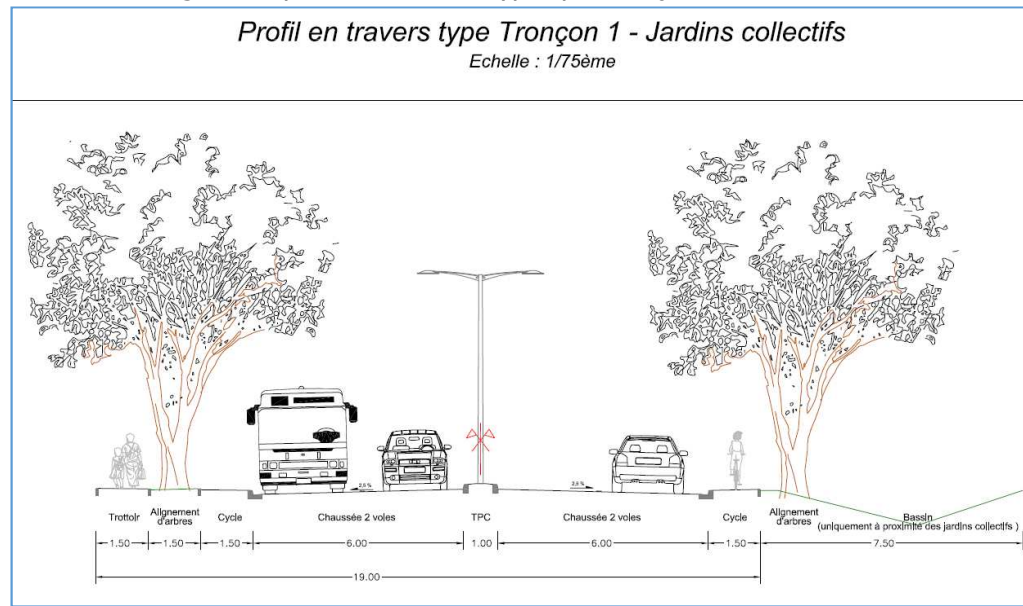 Profil en travers type Tronçon 1 - Jardins collectifs
Echelle : 1/75ème
2,5 %
2,5 %
Trottoir
Alignement
d'arbres
Cycle
Chaussée 2 voies
TPC
Chaussée 2 voies
Cycle
Alignement
d'arbres
Bassin
(uniquement à proximité des jardins collectifs )
1.50
1.50
1.50
6.00
1.00
6.00
1.50
7.50
19.00